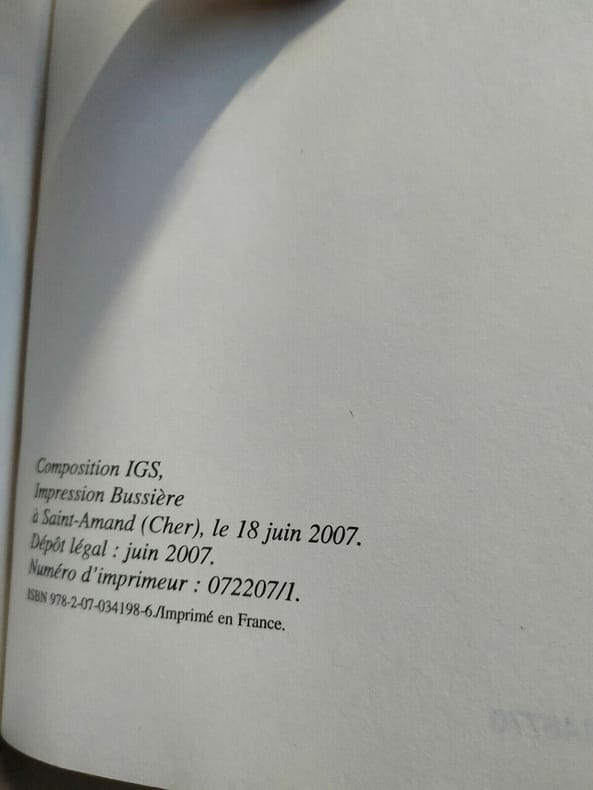 Composition IGS,
Impression Bussière
à Saint-Amand (Cher), le 18 juin 2007.
Dépôt légal : juin 2007.
Numéro d'imprimeur : 072207/1.
ISBN 978-2-07-034198-6./Imprimé en France.